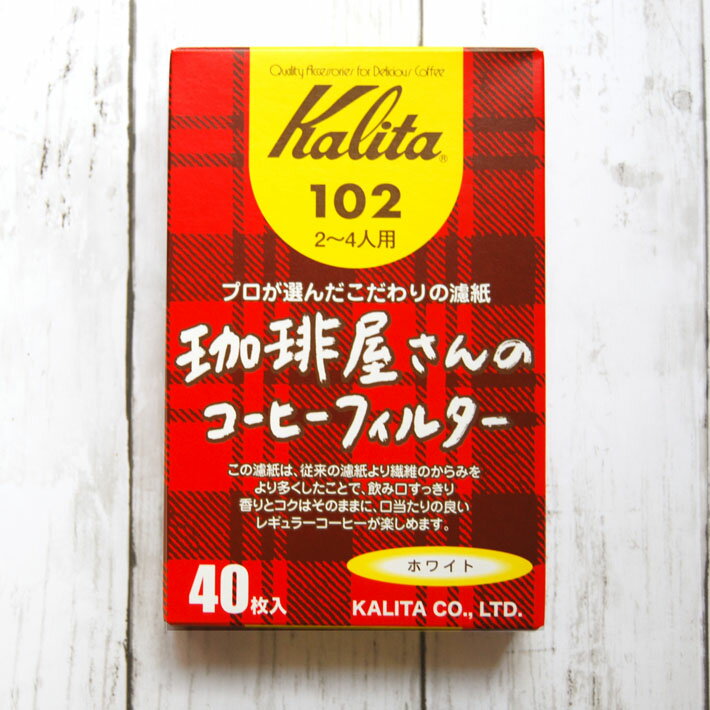 Quality Accessories for Delicious Coffee
Kalita®
102
2～4人用
プロが選んだこだわりの濾紙
珈琲屋さんの
コーヒーフィルター
この濾紙は、従来の濾紙より繊維のからみを
より多くしたことで、飲み口すっきり
香りとコクはそのままに、口当たりの良い
レギュラーコーヒーが楽しめます。
ホワイト
40枚入
KALITA CO., LTD.